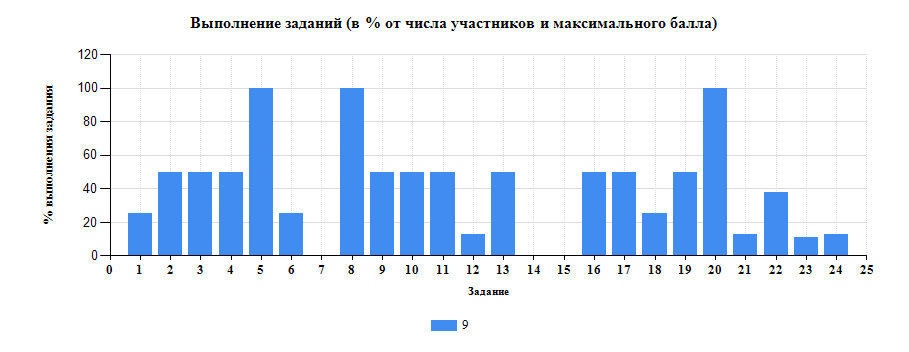 Выполнение заданий (в % от числа участников и максимального балла)
120
100
80
60
40
20
0
% выполнения задания
0 1 2 3 4 5 6 7 8 9 10 11 12 13 14 15 16 17 18 19 20 21 22 23 24 25
Задание
9